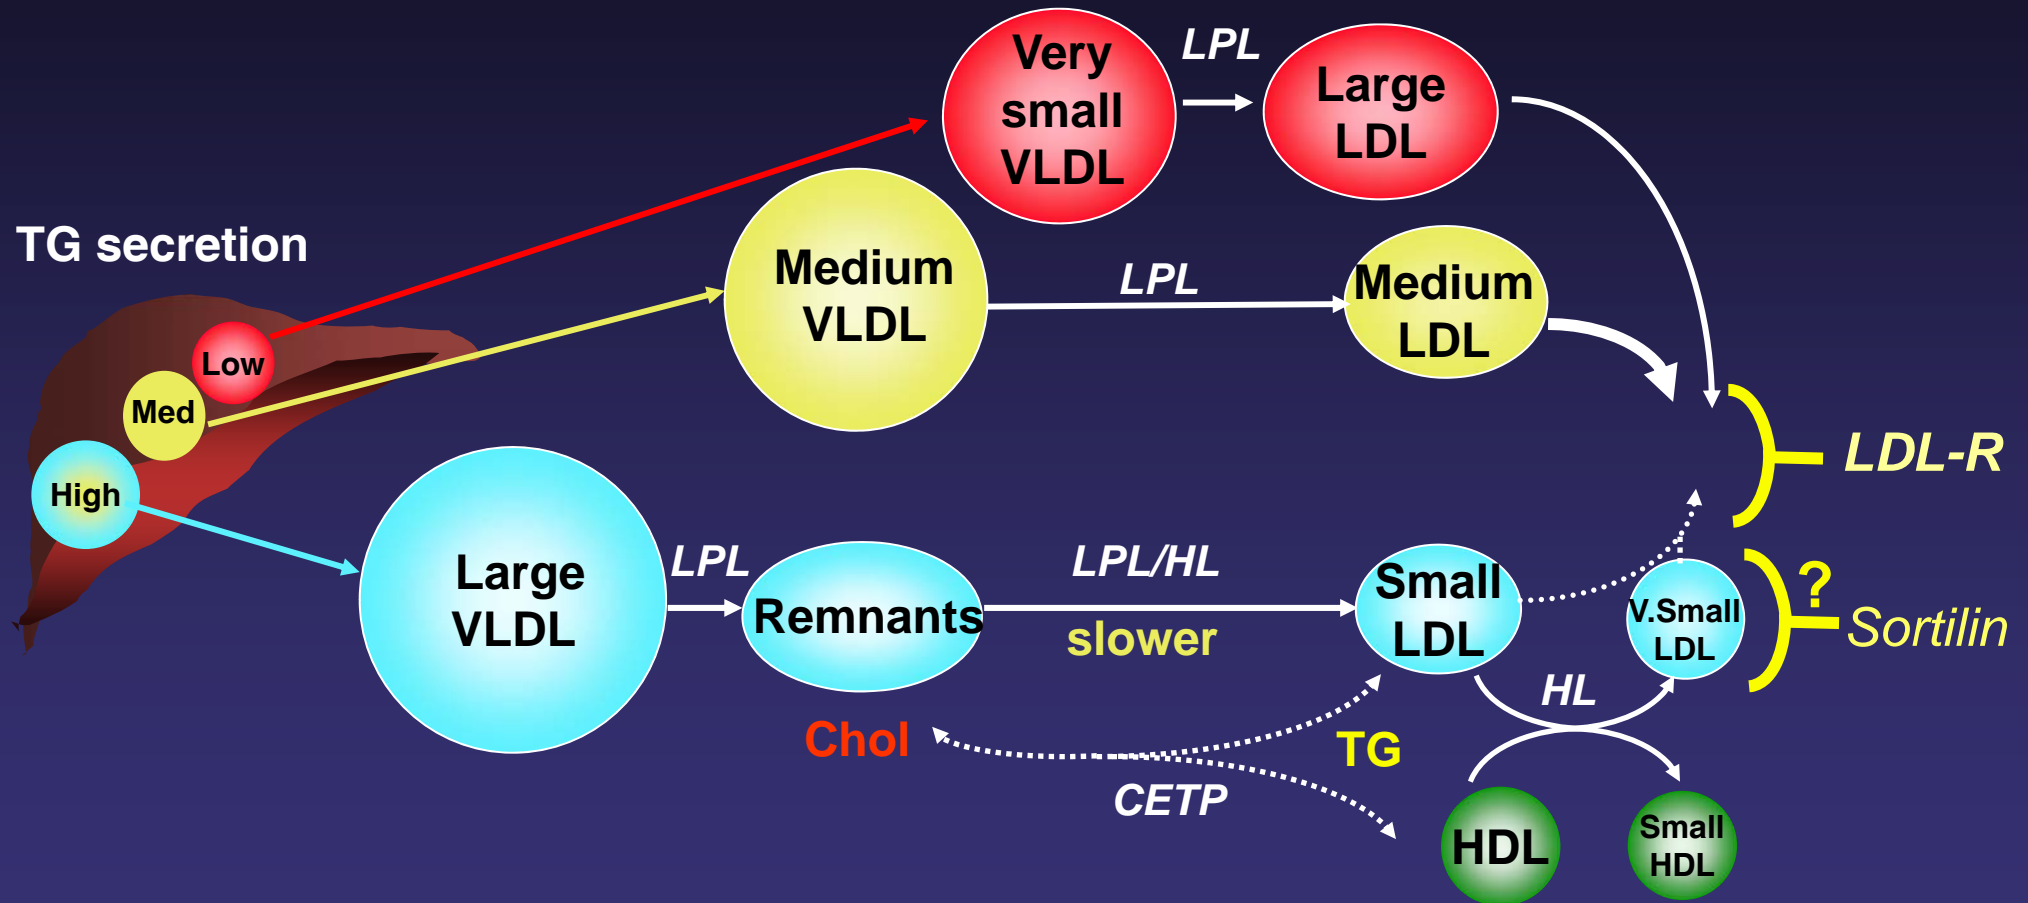 Very
small
VLDL
LPL
Large
LDL
TG secretion
Medium
VLDL
LPL
Medium
LDL
Low
Med
High
LDL-R
Large
VLDL
LPL
Remnants
LPL/HL
slower
Small
LDL
V.Small
LDL
?
Sortilin
HL
Chol
TG
CETP
HDL
Small
HDL